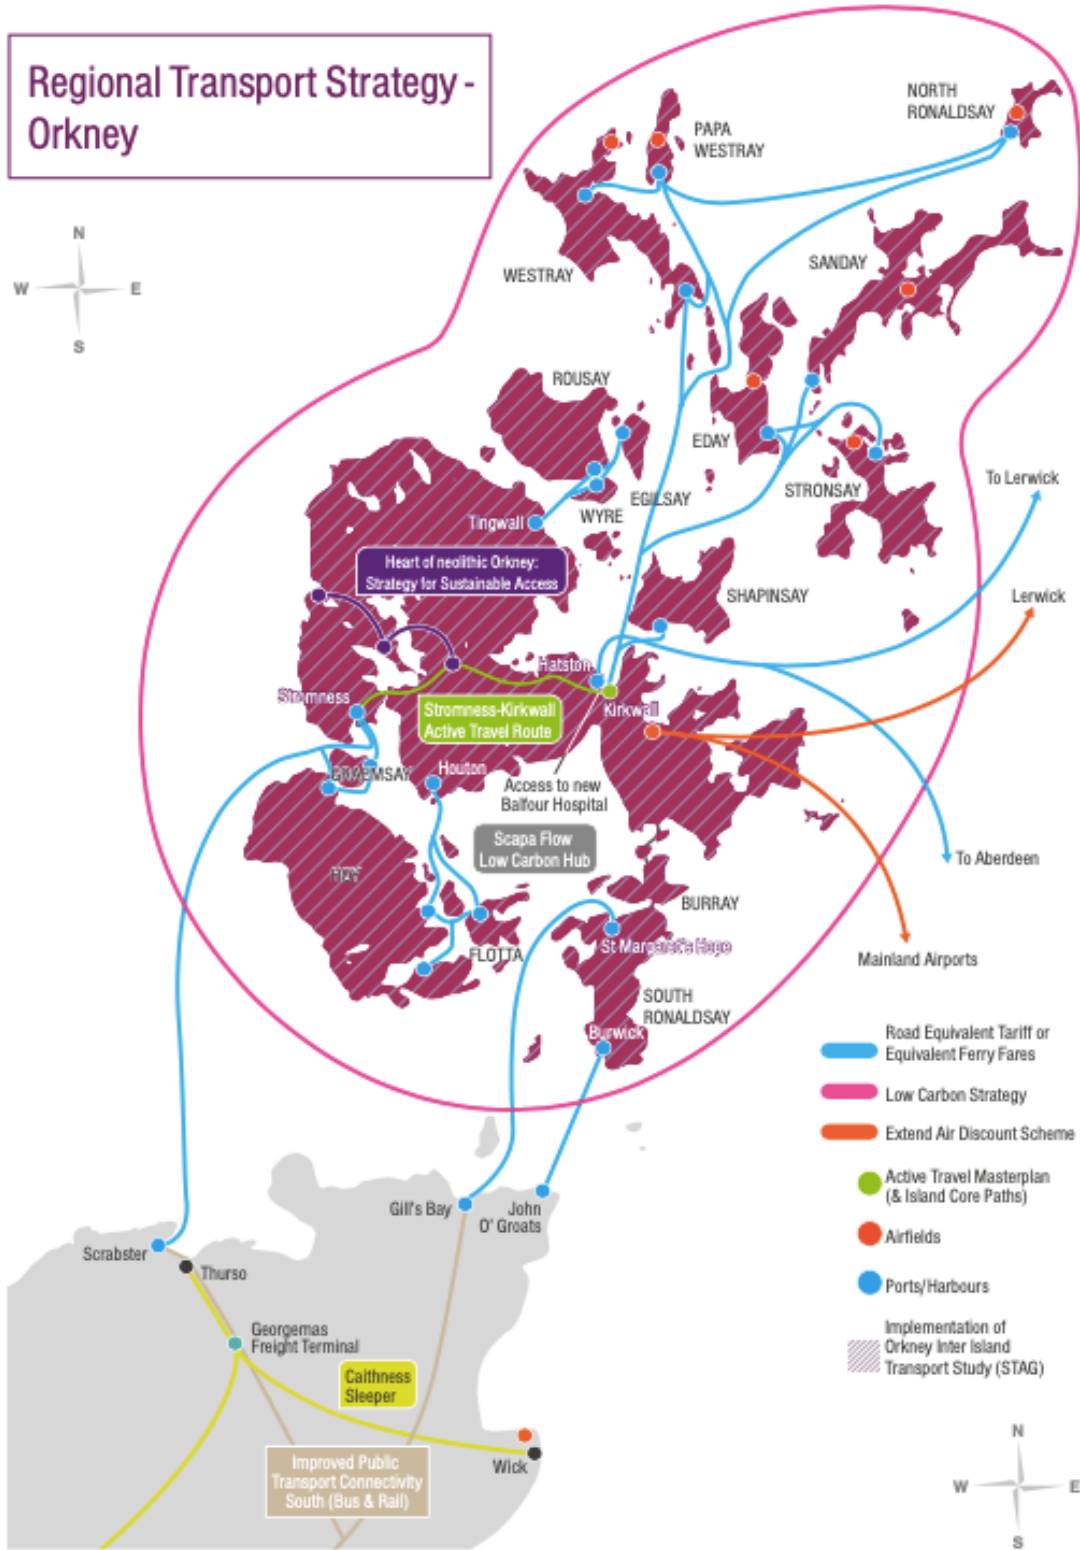 Regional Transport Strategy -
Orkney
N
W
E
S
NORTH
RONALDSAY
PAPA
WESTRAY
WESTRAY
SANDAY
ROUSAY
EDAY
STRONSAY
EGILSAY
WYRE
Tingwall
To Lerwick
Heart of neolithic Orkney:
Strategy for Sustainable Access
SHAPINSAY
Lerwick
Hatston
Stromness
Kirkwall
Stromness-Kirkwall
Active Travel Route
GRAEMSAY
Houton
Access to new
Balfour Hospital
Scapa Flow
Low Carbon Hub
To Aberdeen
HOY
BURRAY
St Margaret's Hope
FLOTTA
Mainland Airports
SOUTH
RONALDSAY
Burwick
Road Equivalent Tariff or
Equivalent Ferry Fares
Low Carbon Strategy
Extend Air Discount Scheme
Active Travel Masterplan
(& Island Core Paths)
Airfields
Ports/Harbours
Implementation of
Orkney Inter Island
Transport Study (STAG)
Gill's Bay
John
O' Groats
Scrabster
Thurso
Georgemas
Freight Terminal
Caithness
Sleeper
Improved Public
Transport Connectivity
South (Bus & Rail)
Wick
N
W
E
S